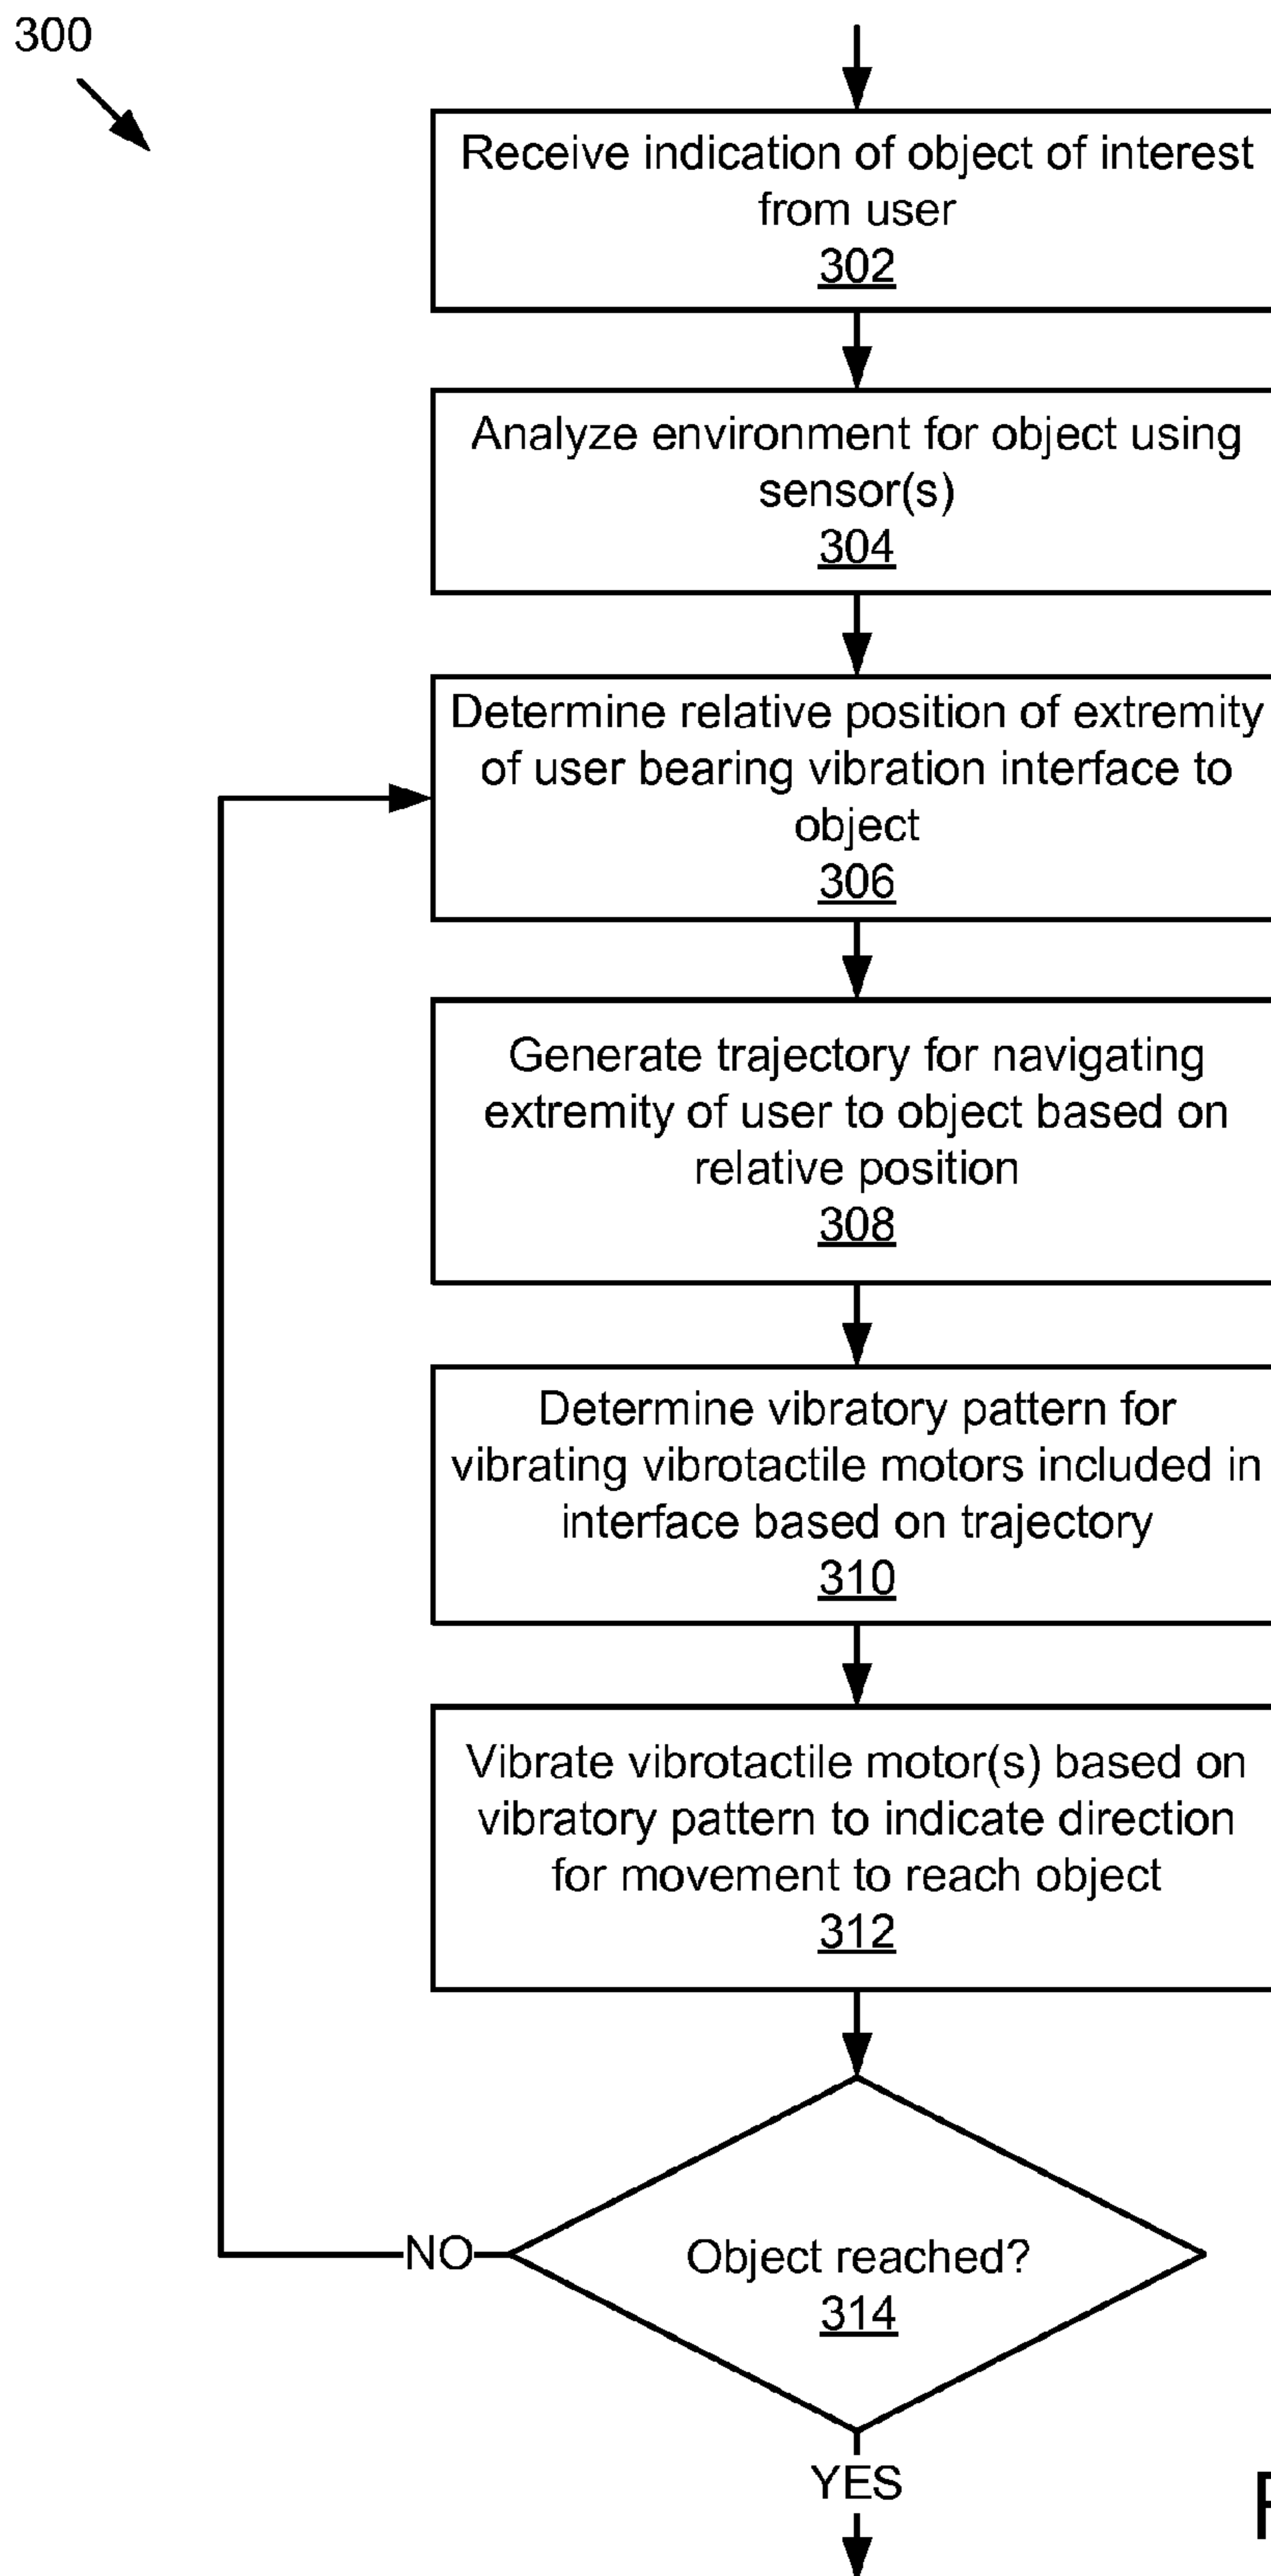 300
Receive indication of object of interest
from user
302
Analyze environment for object using
sensor(s)
304
Determine relative position of extremity
of user bearing vibration interface to
object
306
Generate trajectory for navigating
extremity of user to object based on
relative position
308
Determine vibratory pattern for
vibrating vibrotactile motors included in
interface based on trajectory
310
Vibrate vibrotactile motor(s) based on
vibratory pattern to indicate direction
for movement to reach object
312
NO
Object reached?
314
YES